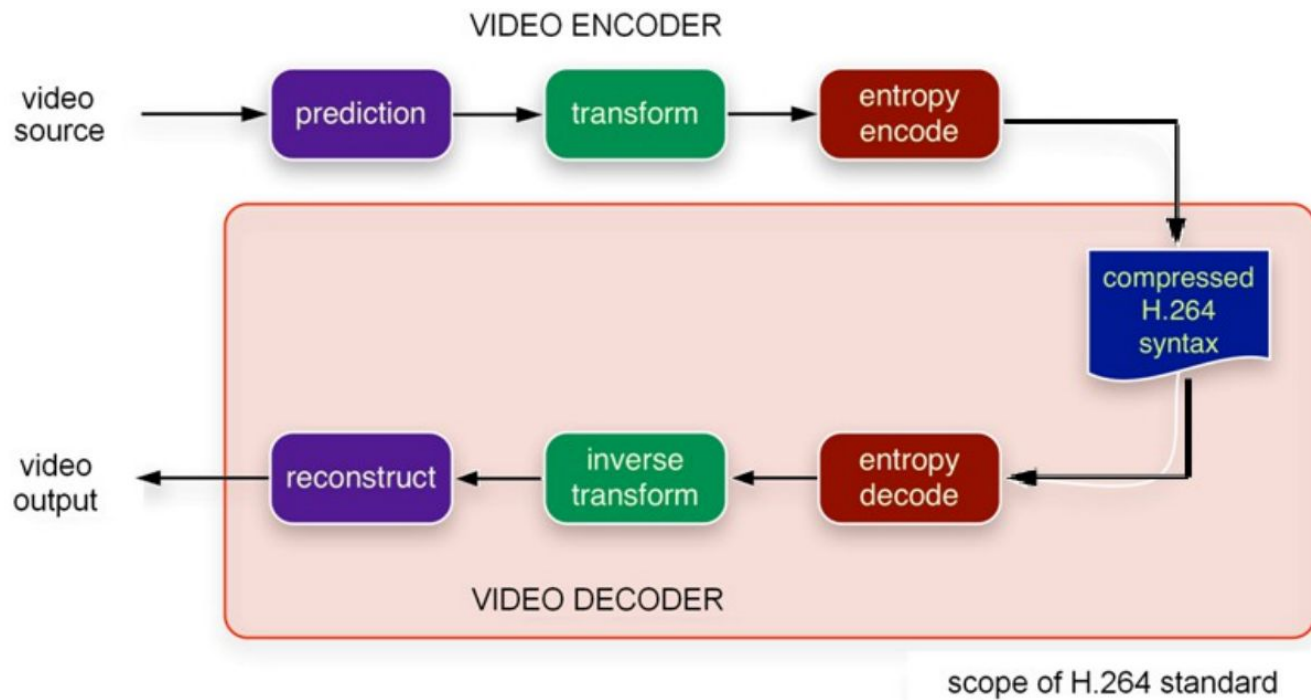 VIDEO ENCODER
video
source
prediction
transform
entropy
encode
compressed
H.264
syntax
video
output
reconstruct
inverse
transform
entropy
decode
VIDEO DECODER
scope of H.264 standard